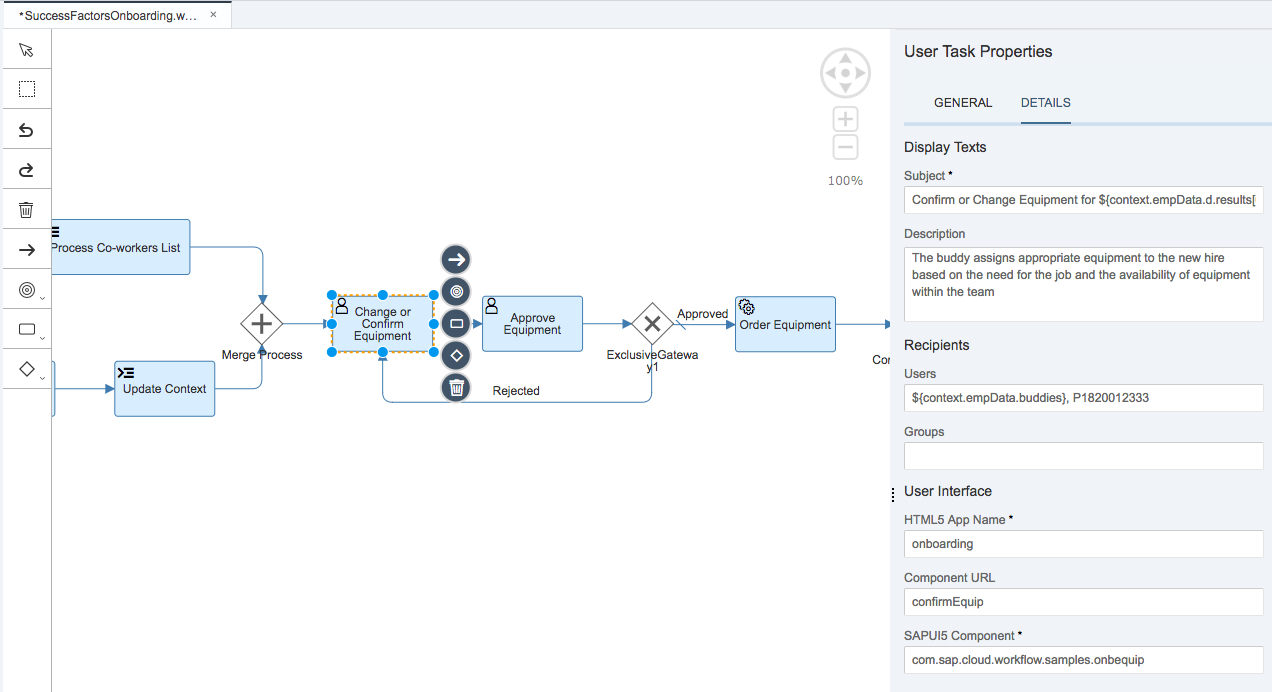 *SuccessFactorsOnboarding.w... ×
User Task Properties
GENERAL DETAILS
Display Texts
Subject *
Confirm or Change Equipment for ${context.empData.d.results[
Description
The buddy assigns appropriate equipment to the new hire
based on the need for the job and the availability of equipment
within the team
Recipients
Users
${context.empData.buddies}, P1820012333
Groups
User Interface
HTML5 App Name *
onboarding
Component URL
confirmEquip
SAPUI5 Component *
com.sap.cloud.workflow.samples.onbequip
100%
Process Co-workers List
Merge Process
Update Context
Change or
Confirm
Equipment
Approve
Equipment
ExclusiveGatewa
y1
Approved
Rejected
Order Equipment
Cor